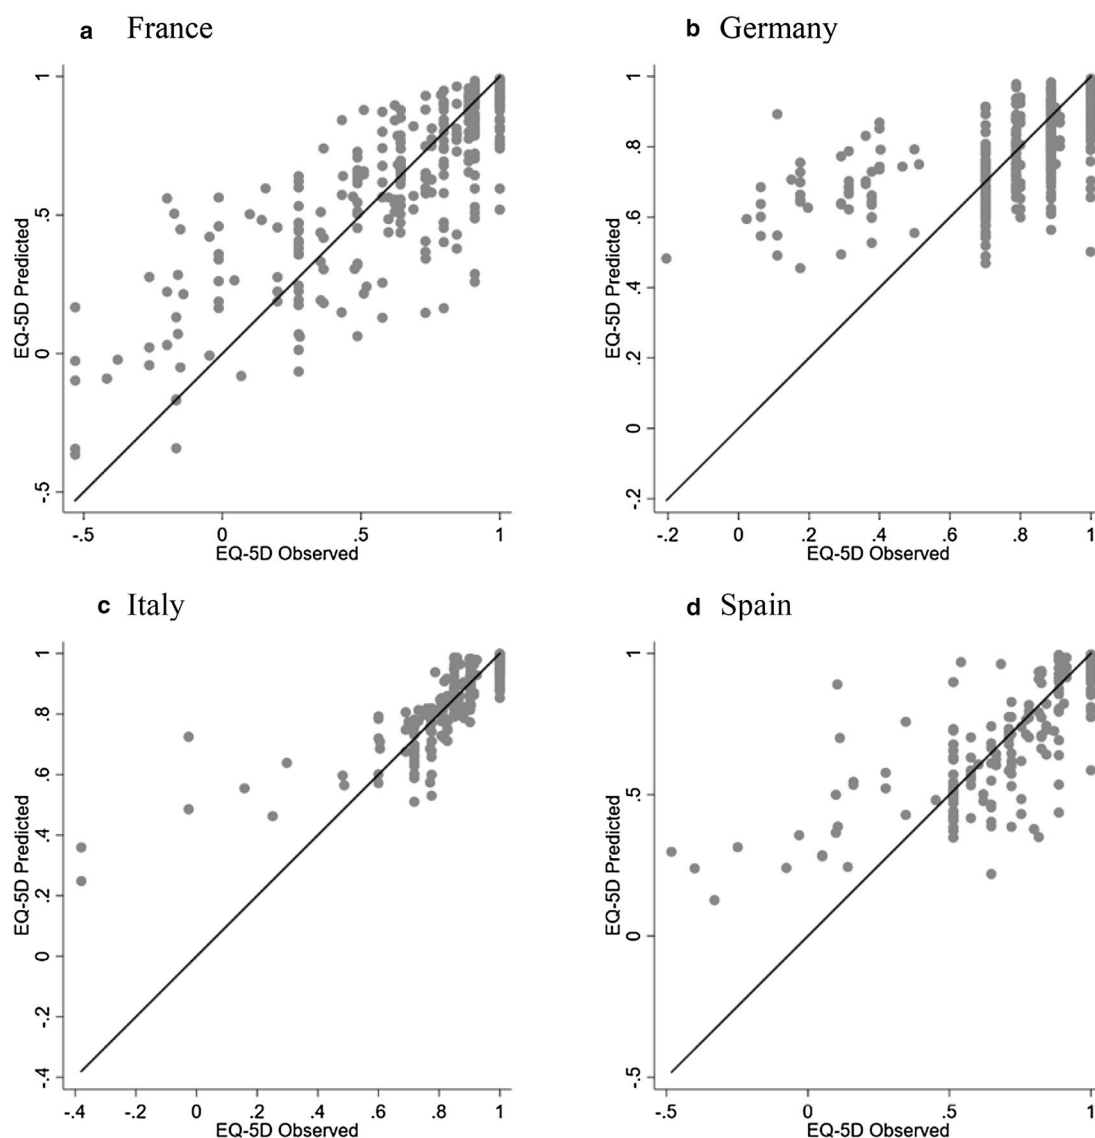 a France
b Germany
1
.5
0
-.5
EQ-5D Predicted
-.5 0 .5 1
EQ-5D Observed
1
.8
.6
.4
.2
0
-.2
EQ-5D Predicted
-.2 0 .2 .4 .6 .8 1
EQ-5D Observed
c Italy
d Spain
1
.8
.6
.4
.2
0
-.2
-.4
EQ-5D Predicted
-.4 -.2 0 .2 .4 .6 .8 1
EQ-5D Observed
1
.5
0
-.5
EQ-5D Predicted
-.5 0 .5 1
EQ-5D Observed